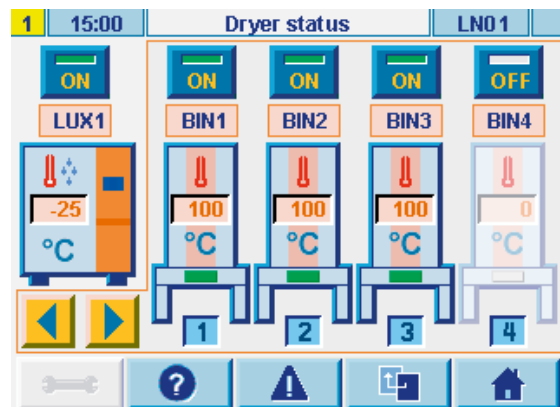 1 15:00 Dryer status LN01
ON ON ON ON OFF
LUX1 BIN1 BIN2 BIN3 BIN4
-25 100 100 100 0
°C °C °C °C °C
1 2 3 4
?